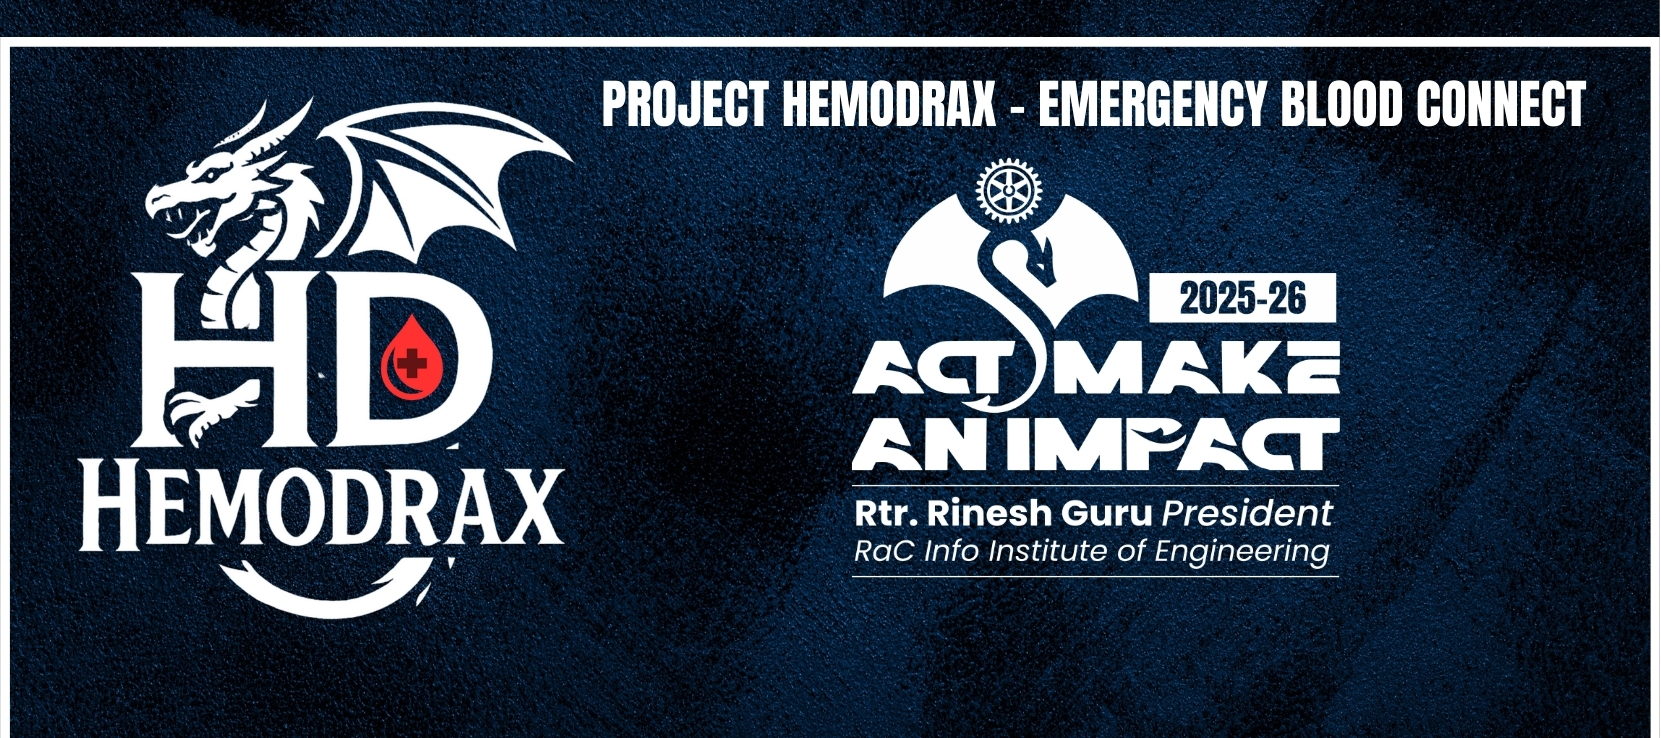 PROJECT HEMODRAX - EMERGENCY BLOOD CONNECT
HD
HEMODRAX
2025-26
ACT MAKE
AN IMPACT
Rtr. Rinesh Guru President
RaC Info Institute of Engineering